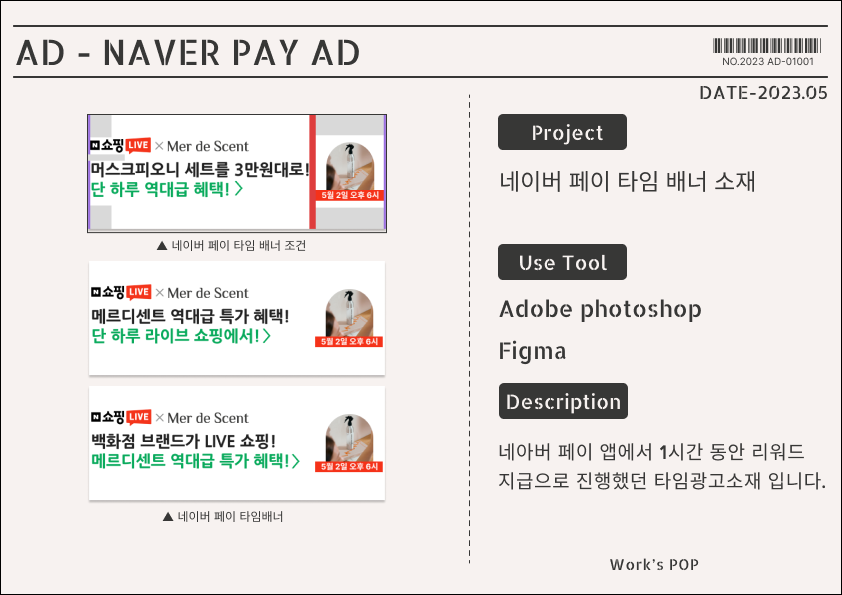 AD - NAVER PAY AD
NO.2023 AD-01001
DATE-2023.05
N 쇼핑 LIVE × Mer de Scent
머스크피오니 세트를 3만원대로!
단 하루 역대급 혜택! 〉
5월 2일 오후 6시
▲ 네이버 페이 타임 배너 조건
N 쇼핑 LIVE × Mer de Scent
메르디센트 역대급 특가 혜택!
단 하루 라이브 쇼핑에서! 〉
5월 2일 오후 6시
N 쇼핑 LIVE × Mer de Scent
백화점 브랜드가 LIVE 쇼핑!
메르디센트 역대급 특가 혜택! 〉
5월 2일 오후 6시
▲ 네이버 페이 타임배너
Project
네이버 페이 타임 배너 소재
Use Tool
Adobe photoshop
Figma
Description
네아버 페이 앱에서 1시간 동안 리워드
지급으로 진행했던 타임광고소재 입니다.
Work's POP